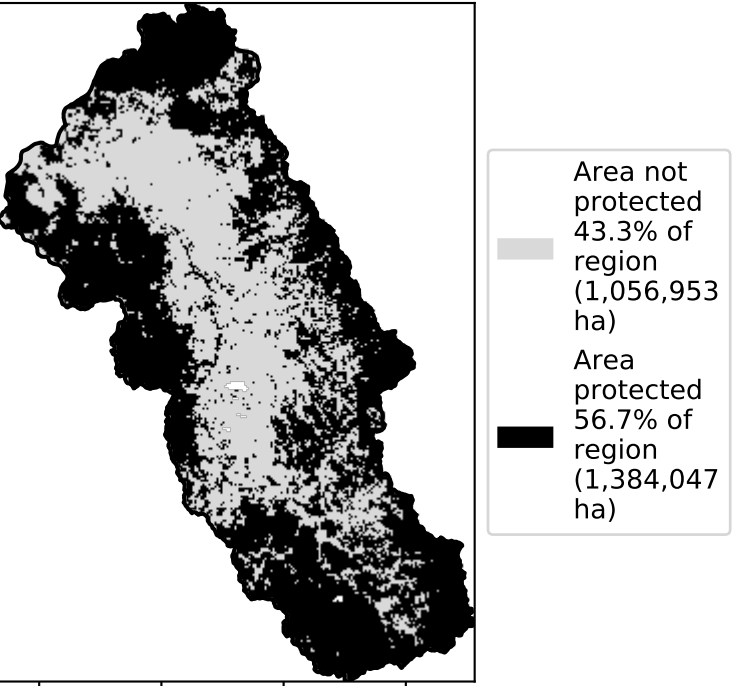 Area not
protected
43.3% of
region
(1,056,953
ha)
Area
protected
56.7% of
region
(1,384,047
ha)